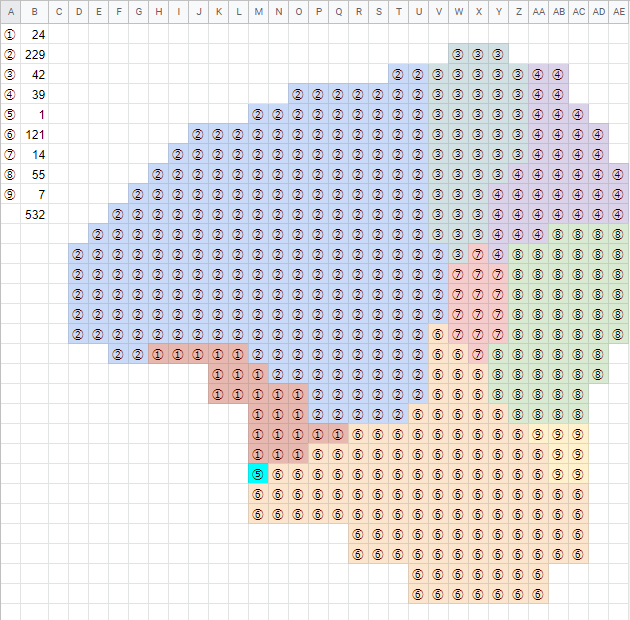 A B C D E F G H I J K L M N O P Q R S T U V W X Y Z AA AB AC AD AE
① 24
② 229 ③ ③ ③
③ 42 ② ② ③ ③ ③ ③ ③ ④ ④
④ 39 ② ② ② ② ② ② ② ③ ③ ③ ③ ③ ④ ④
⑤ 1 ② ② ② ② ② ② ② ② ② ③ ③ ③ ③ ③ ④ ④ ④
⑥ 121 ② ② ② ② ② ② ② ② ② ② ② ② ③ ③ ③ ③ ③ ④ ④ ④ ④
⑦ 14 ② ② ② ② ② ② ② ② ② ② ② ② ② ③ ③ ③ ③ ③ ④ ④ ④ ④
⑧ 55 ② ② ② ② ② ② ② ② ② ② ② ② ② ② ③ ③ ③ ③ ④ ④ ④ ④ ④ ④
⑨ 7 ② ② ② ② ② ② ② ② ② ② ② ② ② ② ② ③ ③ ③ ④ ④ ④ ④ ④ ④ ④
532 ② ② ② ② ② ② ② ② ② ② ② ② ② ② ② ② ③ ③ ③ ④ ④ ④ ④ ④ ④ ④
② ② ② ② ② ② ② ② ② ② ② ② ② ② ② ② ② ③ ③ ③ ④ ④ ④ ⑧ ⑧ ⑧ ⑧
② ② ② ② ② ② ② ② ② ② ② ② ② ② ② ② ② ② ② ③ ⑦ ④ ⑧ ⑧ ⑧ ⑧ ⑧ ⑧
② ② ② ② ② ② ② ② ② ② ② ② ② ② ② ② ② ② ② ⑦ ⑦ ⑦ ⑧ ⑧ ⑧ ⑧ ⑧ ⑧
② ② ② ② ② ② ② ② ② ② ② ② ② ② ② ② ② ② ② ⑦ ⑦ ⑦ ⑧ ⑧ ⑧ ⑧ ⑧ ⑧
② ② ② ② ② ② ② ② ② ② ② ② ② ② ② ② ② ② ② ⑦ ⑦ ⑦ ⑧ ⑧ ⑧ ⑧ ⑧ ⑧
② ② ② ② ② ② ② ② ② ② ② ② ② ② ② ② ② ② ⑥ ⑦ ⑦ ⑦ ⑧ ⑧ ⑧ ⑧ ⑧ ⑧
② ② ① ① ① ① ① ② ② ② ② ② ② ② ② ② ⑥ ⑥ ⑦ ⑧ ⑧ ⑧ ⑧ ⑧ ⑧
① ① ① ② ② ② ② ② ② ② ② ⑥ ⑥ ⑥ ⑧ ⑧ ⑧ ⑧ ⑧ ⑧
① ① ① ① ① ② ② ② ② ② ② ⑥ ⑥ ⑥ ⑧ ⑧ ⑧ ⑧ ⑧
① ① ① ② ② ② ② ② ⑥ ⑥ ⑥ ⑥ ⑥ ⑧ ⑧ ⑧ ⑧
① ① ① ① ① ⑥ ⑥ ⑥ ⑥ ⑥ ⑥ ⑥ ⑥ ⑥ ⑨ ⑨ ⑨
① ① ① ⑥ ⑥ ⑥ ⑥ ⑥ ⑥ ⑥ ⑥ ⑥ ⑥ ⑥ ⑥ ⑨ ⑨
⑤ ⑥ ⑥ ⑥ ⑥ ⑥ ⑥ ⑥ ⑥ ⑥ ⑥ ⑥ ⑥ ⑥ ⑥ ⑨ ⑨
⑥ ⑥ ⑥ ⑥ ⑥ ⑥ ⑥ ⑥ ⑥ ⑥ ⑥ ⑥ ⑥ ⑥ ⑥ ⑥ ⑥
⑥ ⑥ ⑥ ⑥ ⑥ ⑥ ⑥ ⑥ ⑥ ⑥ ⑥ ⑥ ⑥ ⑥ ⑥ ⑥ ⑥
⑥ ⑥ ⑥ ⑥ ⑥ ⑥ ⑥ ⑥ ⑥ ⑥ ⑥ ⑥
⑥ ⑥ ⑥ ⑥ ⑥ ⑥ ⑥ ⑥ ⑥ ⑥ ⑥ ⑥
⑥ ⑥ ⑥ ⑥ ⑥ ⑥ ⑥
⑥ ⑥ ⑥ ⑥ ⑥ ⑥ ⑥